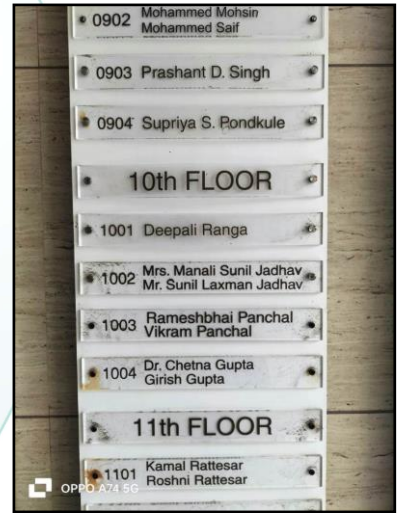 0902 Mohammed Mohsin
Mohammed Saif
0903 Prashant D. Singh
0904 Supriya S. Pondkule
10th FLOOR
1001 Deepali Ranga
1002 Mrs. Manali Sunil Jadhav
Mr. Sunil Laxman Jadhav
1003 Rameshbhai Panchal
Vikram Panchal
1004 Dr. Chetna Gupta
Girish Gupta
11th FLOOR
1101 Kamal Rattesar
Roshni Rattesar
OPPO A74 5G